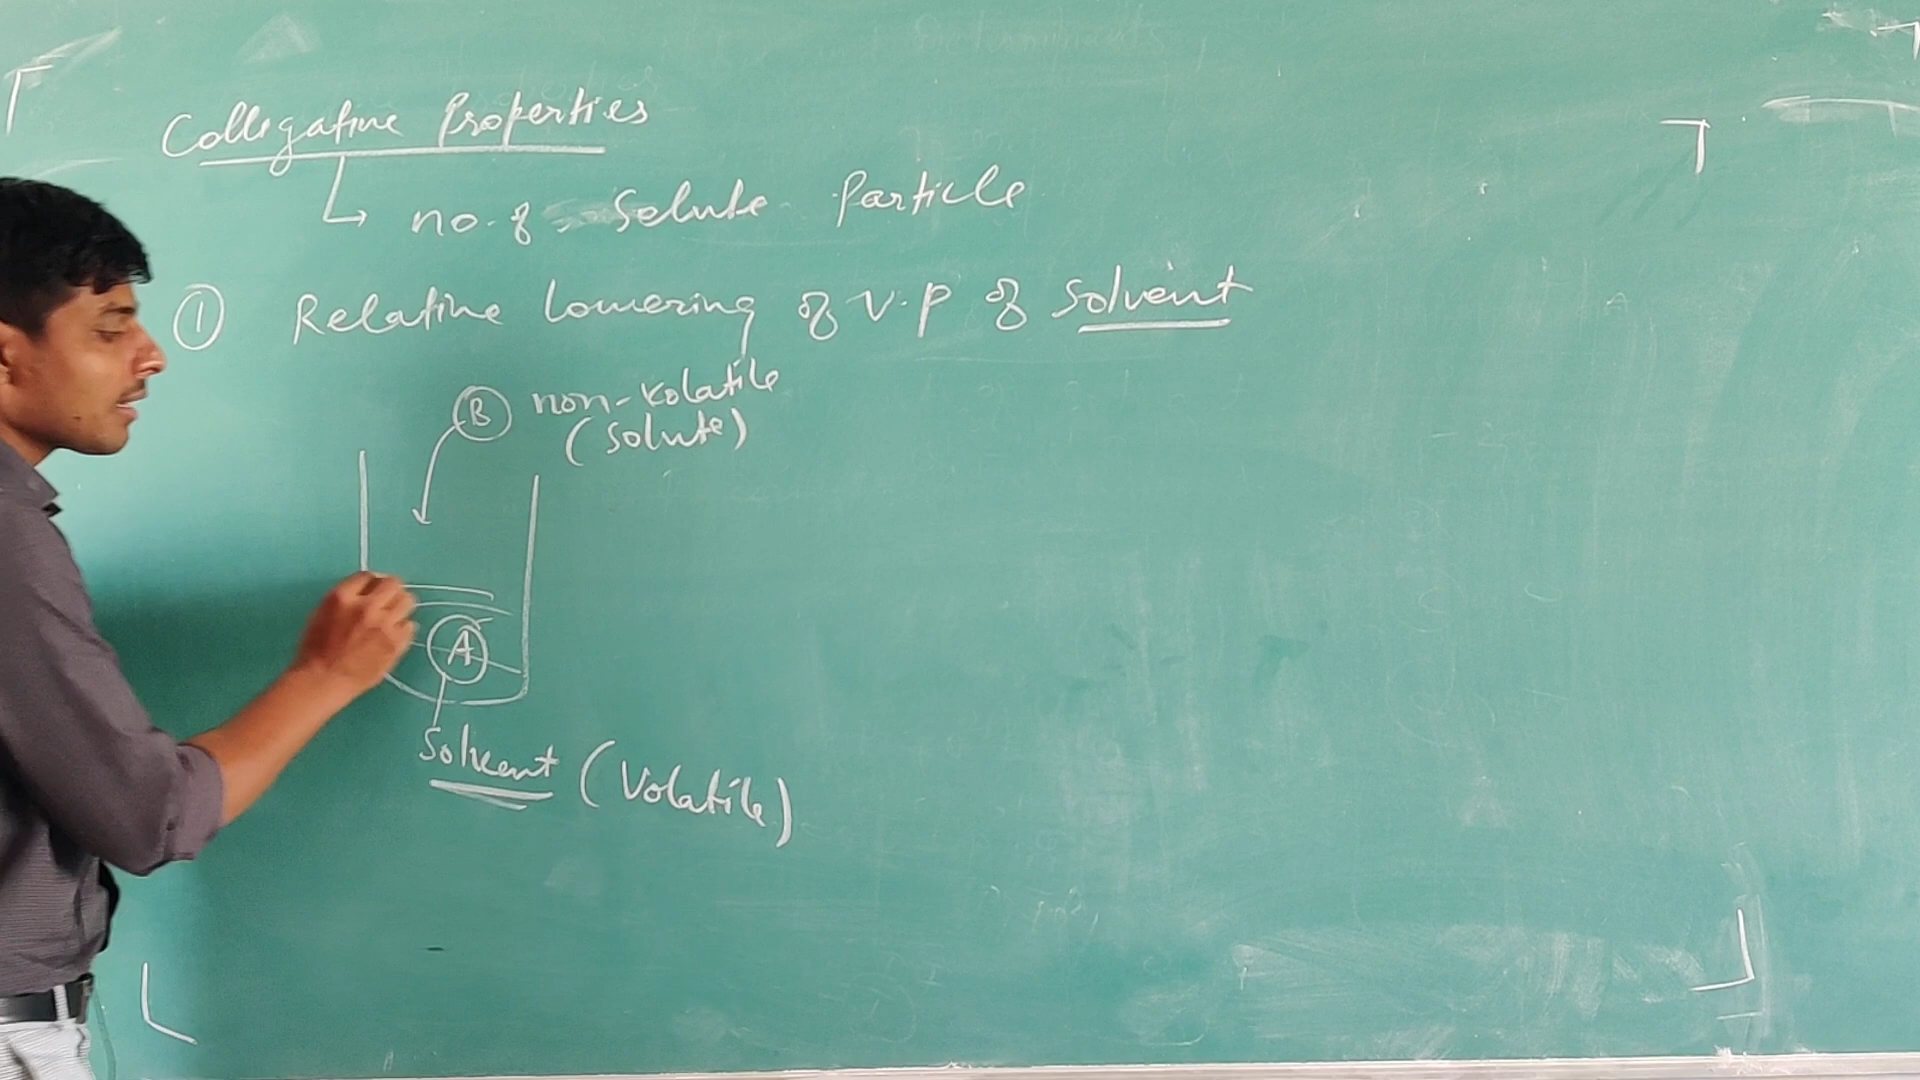 Colligative Properties
no. of Solute Particle
① Relative lowering of V.P of Solvent
B non-volatile
(Solute)
A
Solvent (Volatile)